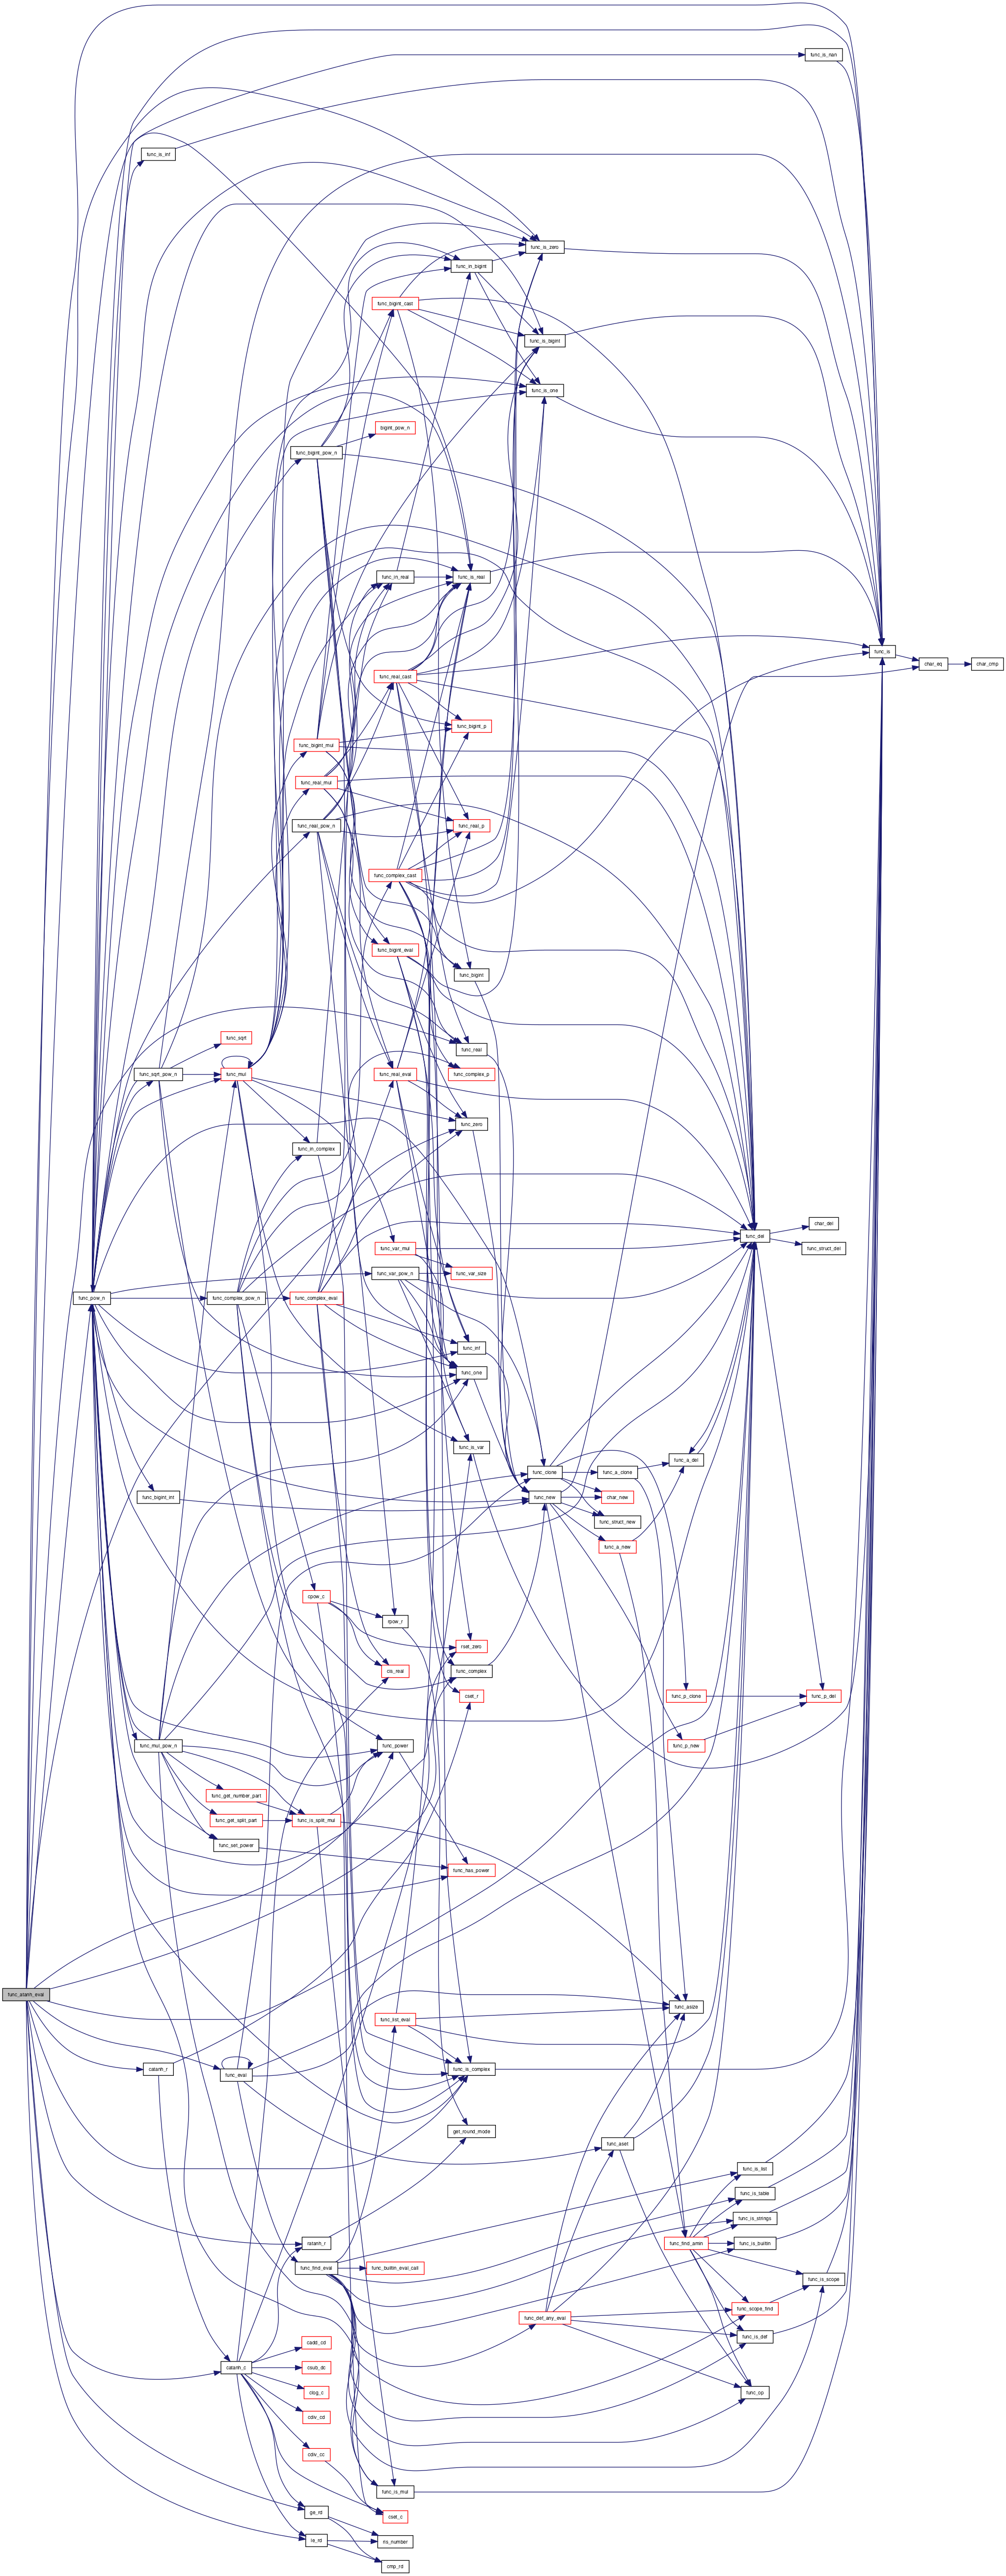 func_is_nan
func_is_inf
func_is_zero
func_in_bigint
func_bigint_cast
func_is_bigint
func_is_one
bigint_pow_n
func_bigint_pow_n
func_in_real
func_is_real
func_is
char_eq
char_cmp
func_real_cast
func_bigint_p
func_bigint_mul
func_real_mul
func_real_pow_n
func_real_p
func_complex_cast
func_bigint_eval
func_bigint
func_sqrt
func_real
func_sqrt_pow_n
func_mul
func_real_eval
func_complex_p
func_zero
func_in_complex
char_del
func_del
func_struct_del
func_var_mul
func_var_pow_n
func_var_size
func_pow_n
func_complex_pow_n
func_complex_eval
func_inf
func_one
func_is_var
func_a_del
func_clone
func_a_clone
func_bigint_inf
func_new
char_new
func_struct_new
func_a_new
cpow_c
rpow_r
rset_zero
cis_real
func_complex
cset_r
func_p_clone
func_p_del
func_mul_pow_n
func_power
func_p_new
func_get_number_part
func_get_split_part
func_is_splitt_mul
func_set_power
func_has_power
func_atanh_eval
func_asize
func_list_eval
catanh_r
func_eval
func_is_complex
get_round_mode
func_aset
ratanh_r
func_is_list
func_find_eval
func_builtin_eval_call
func_is_table
func_is_strings
func_find_amin
func_is_builtin
func_is_scope
func_def_any_eval
func_scope_find
func_is_def
catanh_c
cadd_cd
csub_dc
clog_c
cdiv_cd
cdiv_cc
func_op
func_is_mul
ge_rd
cset_c
le_rd
ris_number
cmp_rd